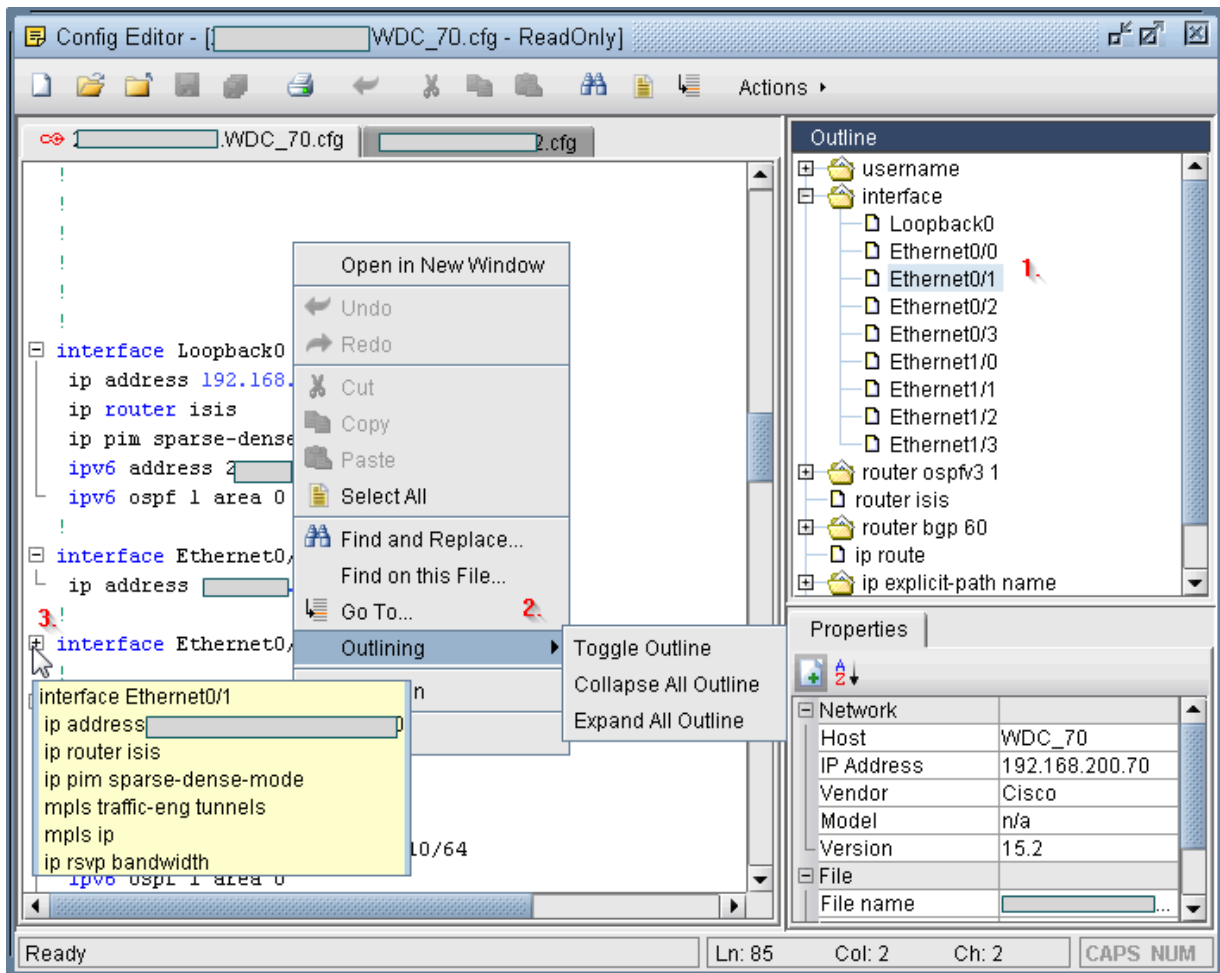 Config Editor - [ WDC_70.cfg - ReadOnly]
Actions
.WDC_70.cfg
2.cfg
!
!
!
!
!
!
interface Loopback0
ip address 192.168.
ip router isis
ip pim sparse-dense
ipv6 address 2
ipv6 ospf 1 area 0
!
interface Ethernet0/
ip address
3.
!
interface Ethernet0/
!
interface Ethernet0/1
ip address
ip router isis
ip pim sparse-dense-mode
mpls traffic-eng tunnels
mpls ip
ip rsvp bandwidth
10/64
ipv6 ospf 1 area 0
Open in New Window
Undo
Redo
Cut
Copy
Paste
Select All
Find and Replace...
Find on this File...
Go To...
2.
Outlining
n
Toggle Outline
Collapse All Outline
Expand All Outline
Outline
username
interface
Loopback0
Ethernet0/0
1.
Ethernet0/1
Ethernet0/2
Ethernet0/3
Ethernet1/0
Ethernet1/1
Ethernet1/2
Ethernet1/3
router ospfv3 1
router isis
router bgp 60
ip route
ip explicit-path name
Properties
Network
Host WDC_70
IP Address 192.168.200.70
Vendor Cisco
Model n/a
Version 15.2
File
File name ...
Ready
Ln: 85 Col: 2 Ch: 2 CAPS NUM